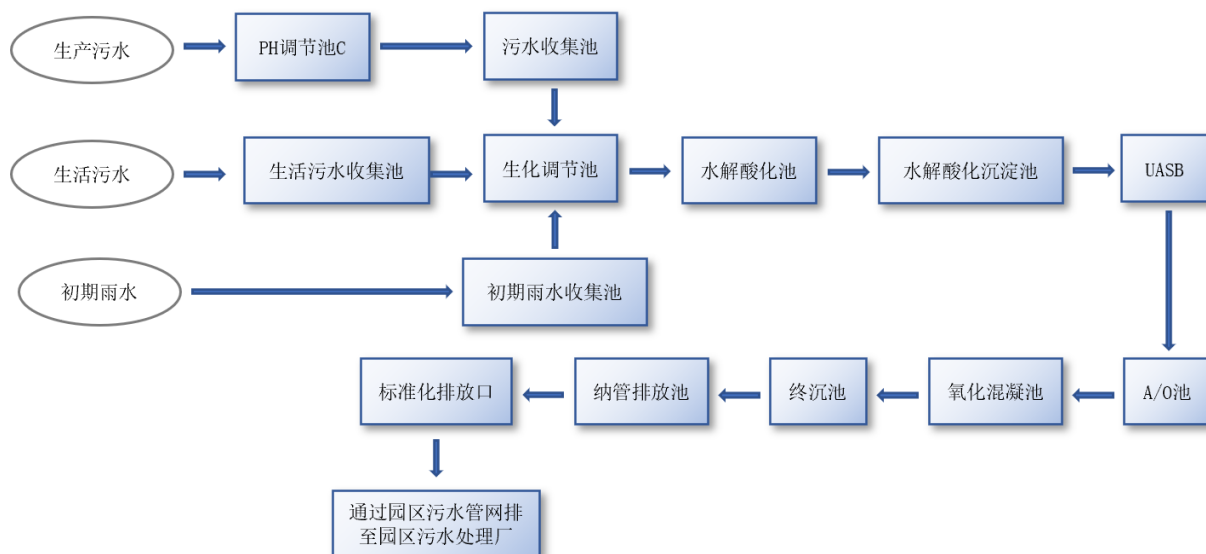 生产污水
PH调节池C
污水收集池
生活污水
生活污水收集池
生化调节池
水解酸化池
水解酸化沉淀池
UASB
初期雨水
初期雨水收集池
标准化排放口
纳管排放池
终沉池
氧化混凝池
A/O池
通过园区污水管网排
至园区污水处理厂